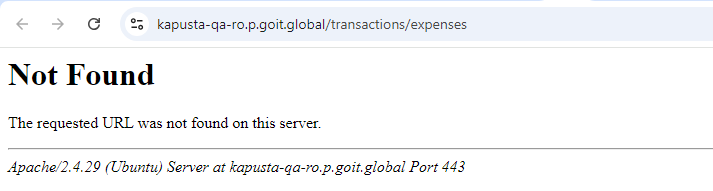 kapusta-qa-ro.p.goit.global/transactions/expenses
Not Found
The requested URL was not found on this server.
Apache/2.4.29 (Ubuntu) Server at kapusta-qa-ro.p.goit.global Port 443